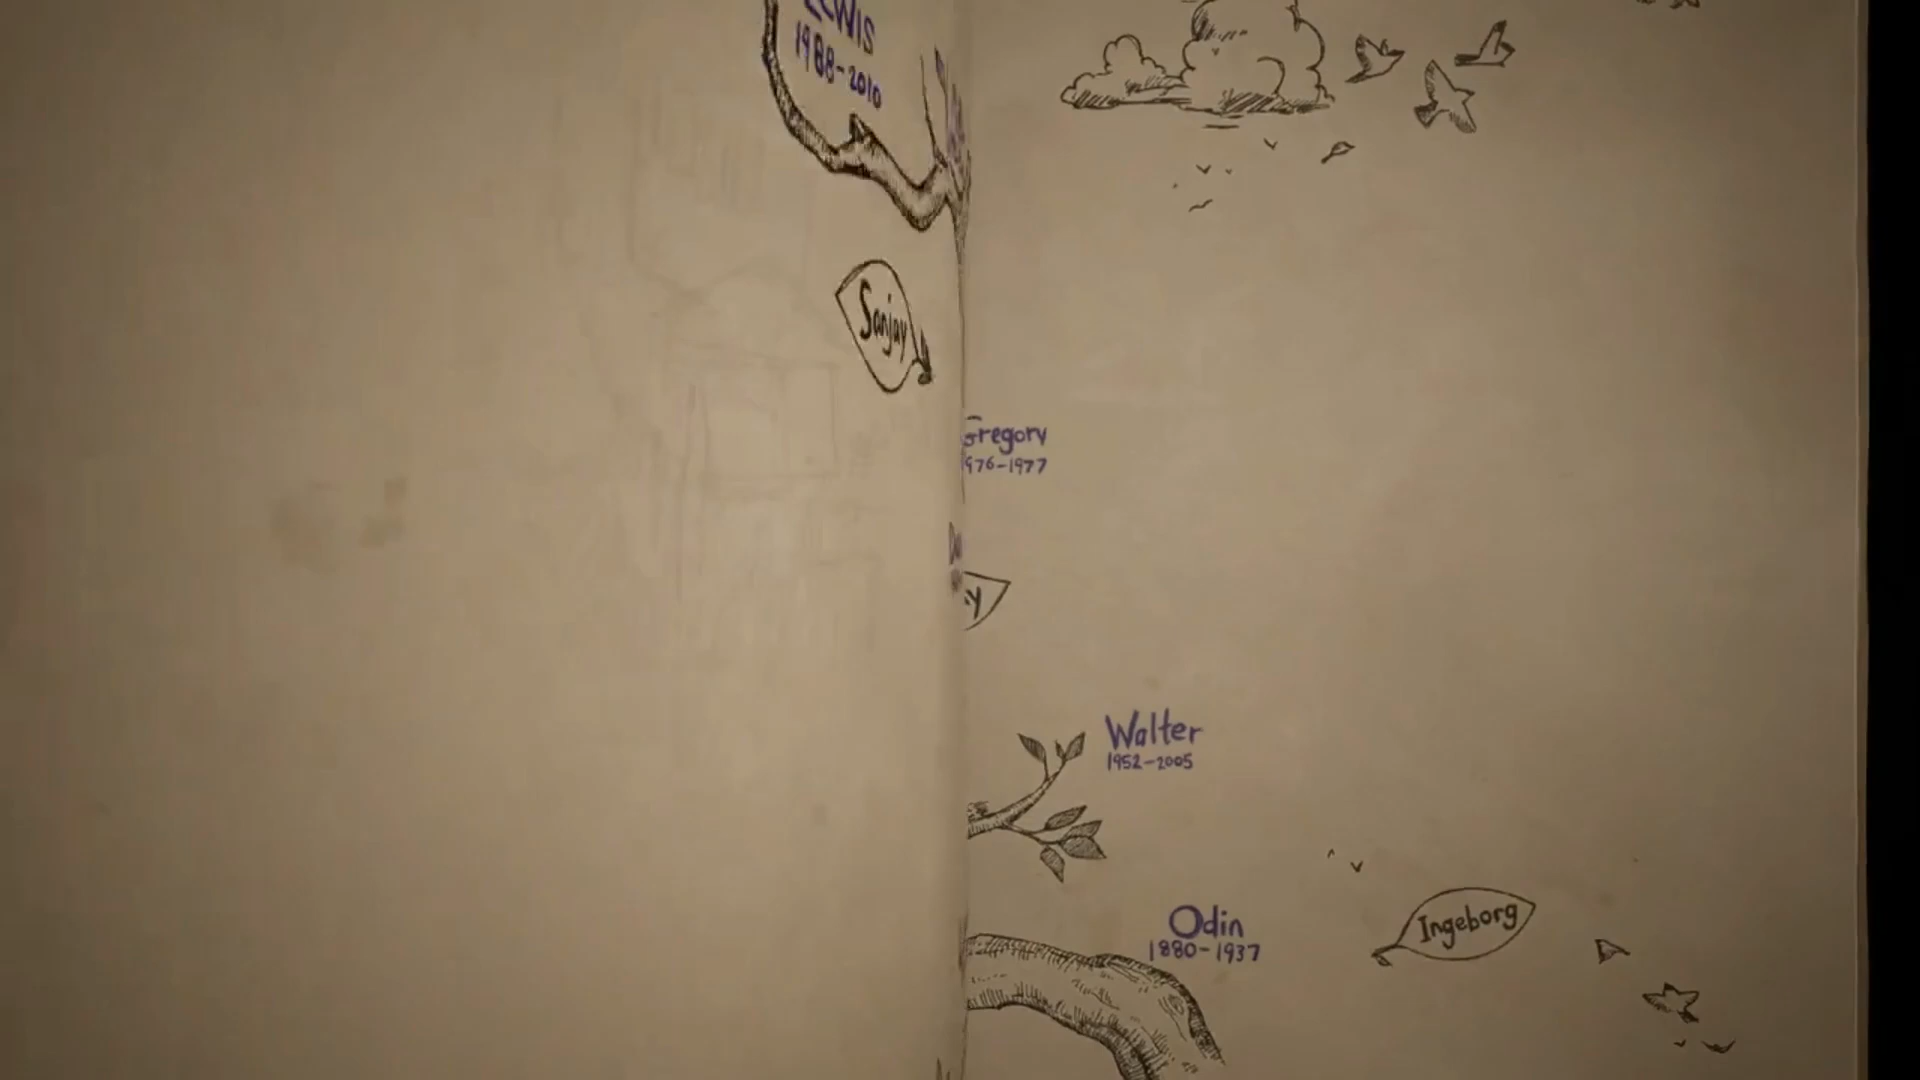 LEWIS
1988-2010
Sanjay
Gregory
1976-1977
Walter
1952-2005
Odin
1880-1937
Ingeborg